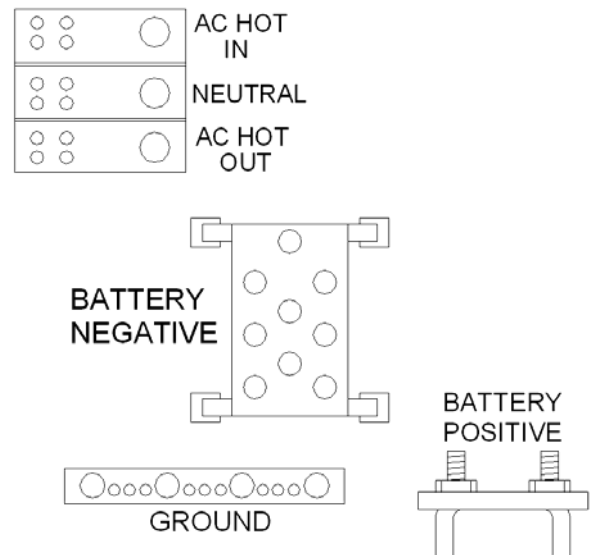 AC HOT
IN
NEUTRAL
AC HOT
OUT
BATTERY
NEGATIVE
BATTERY
POSITIVE
GROUND